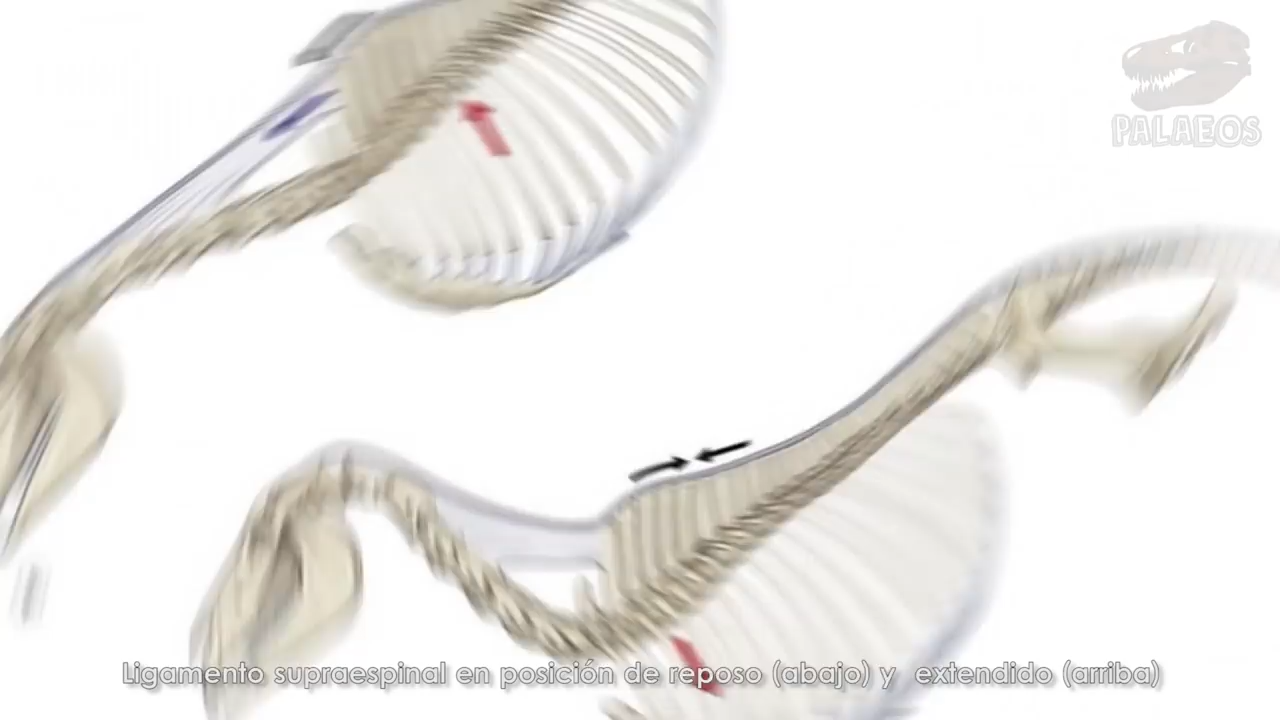 PALAEOS
Ligamento supraespinal en posición de reposo (abajo) y  extendido (arriba)